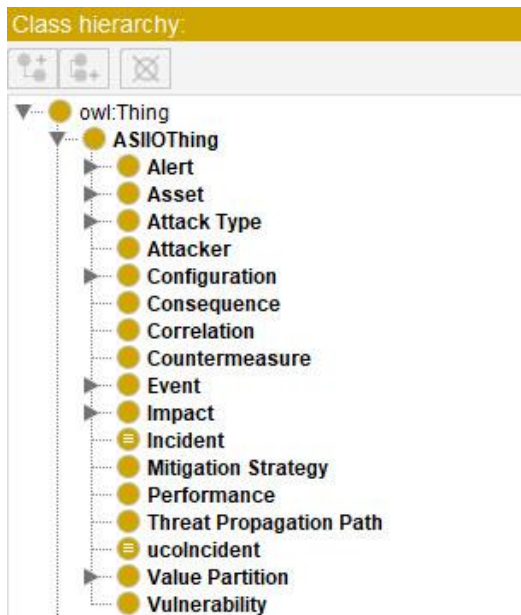 Class hierarchy:
owl:Thing
ASIIOThing
Alert
Asset
Attack Type
Attacker
Configuration
Consequence
Correlation
Countermeasure
Event
Impact
Incident
Mitigation Strategy
Performance
Threat Propagation Path
ucoIncident
Value Partition
Vulnerability